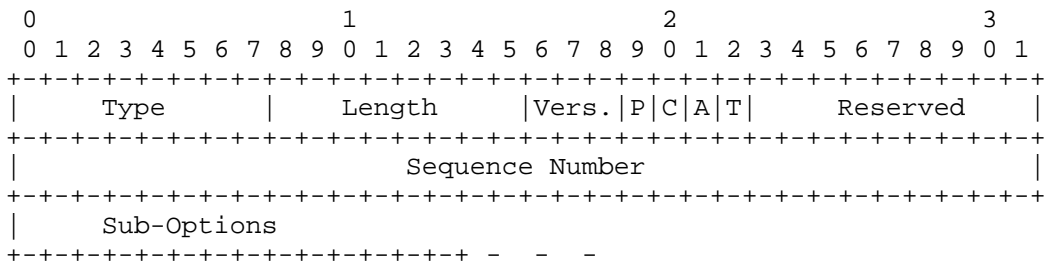 0                   1                   2                   3
 0 1 2 3 4 5 6 7 8 9 0 1 2 3 4 5 6 7 8 9 0 1 2 3 4 5 6 7 8 9 0 1
+-+-+-+-+-+-+-+-+-+-+-+-+-+-+-+-+-+-+-+-+-+-+-+-+-+-+-+-+-+-+-+-+
|     Type      |    Length     |Vers.|P|C|A|T|     Reserved    |
+-+-+-+-+-+-+-+-+-+-+-+-+-+-+-+-+-+-+-+-+-+-+-+-+-+-+-+-+-+-+-+-+
|                        Sequence Number                        |
+-+-+-+-+-+-+-+-+-+-+-+-+-+-+-+-+-+-+-+-+-+-+-+-+-+-+-+-+-+-+-+-+
|     Sub-Options
+-+-+-+-+-+-+-+-+-+-+-+-+-+-+ -  -  -